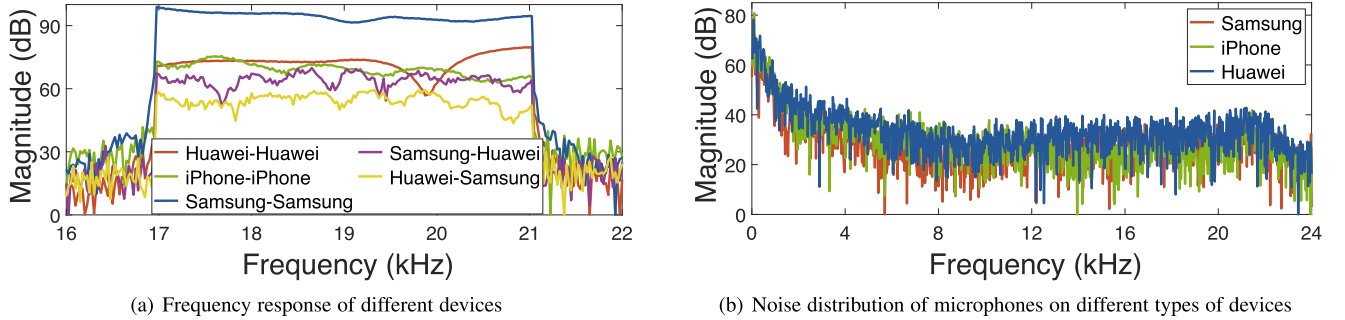 Magnitude (dB)
90
60
30
0
Huawei-Huawei
iPhone-iPhone
Samsung-Samsung
Samsung-Huawei
Huawei-Samsung
16 17 18 19 20 21 22
Frequency (kHz)
(a) Frequency response of different devices
Magnitude (dB)
80
60
40
20
0
Samsung
iPhone
Huawei
0 4 8 12 16 20 24
Frequency (kHz)
(b) Noise distribution of microphones on different types of devices